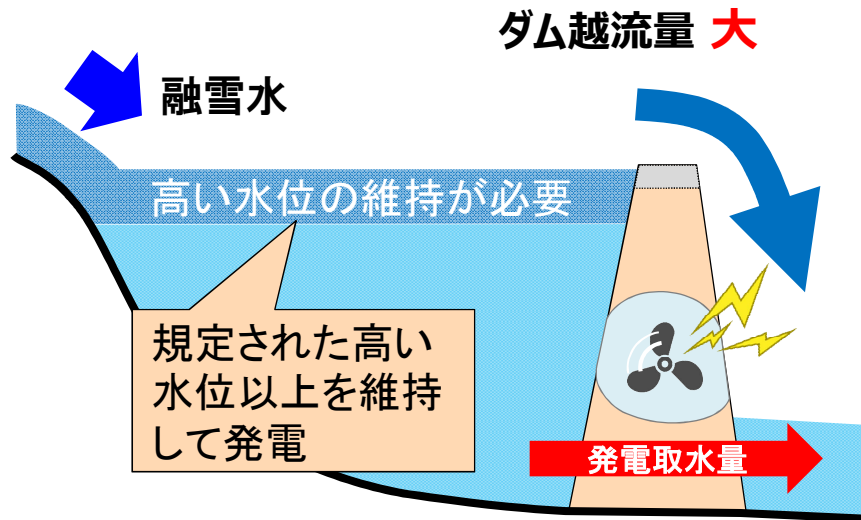 ダム越流量 大
融雪水
高い水位の維持が必要
規定された高い
水位以上を維持
して発電
発電取水量